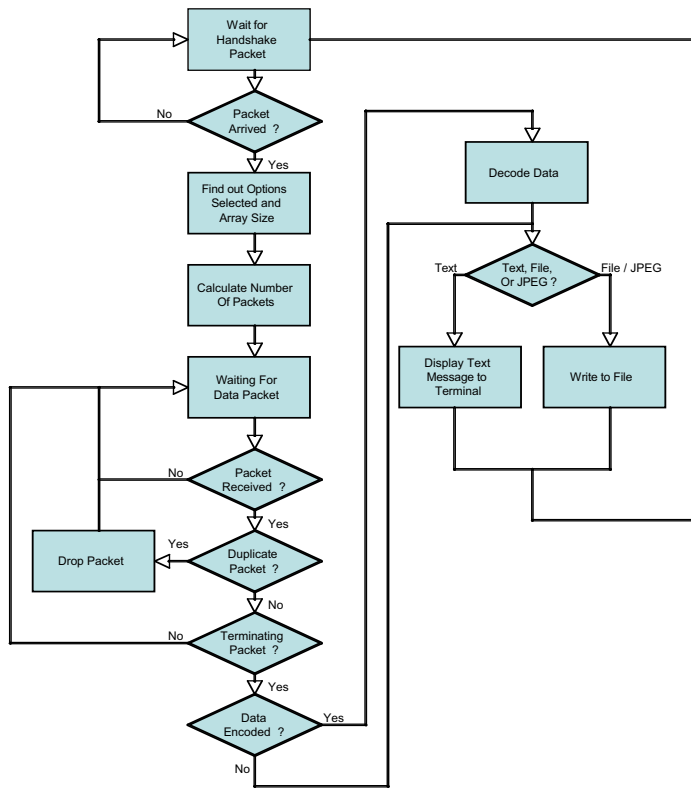 Wait for
Handshake
Packet
No
Packet
Arrived ?
Yes
Find out Options
Selected and
Array Size
Calculate Number
Of Packets
Waiting For
Data Packet
No
Packet
Received ?
Yes
Drop Packet
Yes
Duplicate
Packet ?
No
No
Terminating
Packet ?
Yes
Data
Encoded ?
Yes
No
Decode Data
Text
Text, File,
Or JPEG ?
File / JPEG
Display Text
Message to
Terminal
Write to File